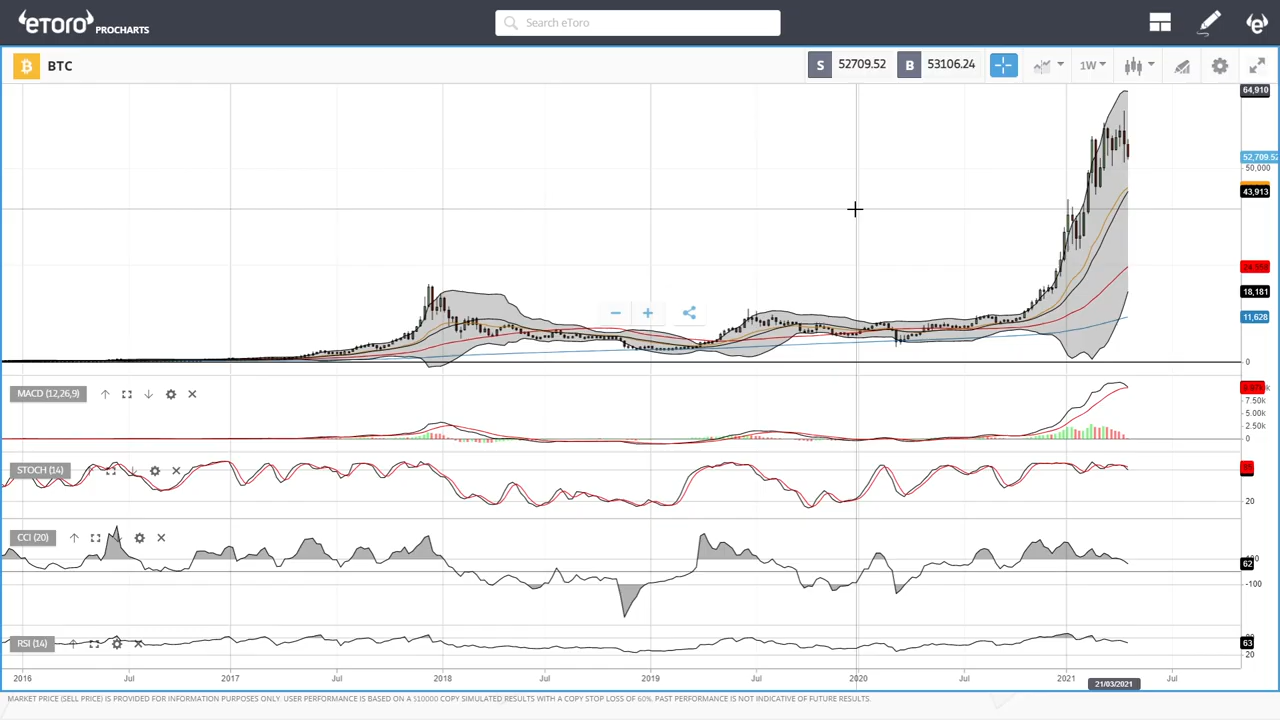 eToro PROCHARTS
Search eToro
BTC
S 52709.52 B 53106.24
1W
64,910
52,709.52
50,000
43,913
18,181
11,628
0
MACD (12,26,9)
7.50k
5.00k
2.50k
0
STOCH (14)
20
CCI (20)
62
-100
RSI (14)
63
20
2016 Jul 2017 Jul 2018 Jul 2019 Jul 2020 Jul 2021 Jul
21/03/2021
MARKET PRICE (SELL PRICE) IS PROVIDED FOR INFORMATION PURPOSES ONLY. USER PERFORMANCE IS BASED ON A $10000 COPY SIMULATED RESULTS WITH A COPY STOP LOSS OF 60%. PAST PERFORMANCE IS NOT INDICATIVE OF FUTURE RESULTS.